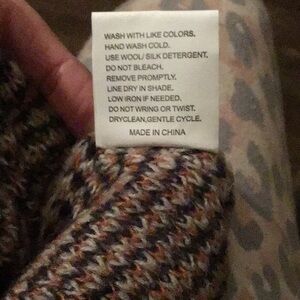 WASH WITH LIKE COLORS.
HAND WASH COLD.
USE WOOL/ SILK DETERGENT.
DO NOT BLEACH.
REMOVE PROMPTLY.
LINE DRY IN SHADE.
LOW IRON IF NEEDED.
DO NOT WRING OR TWIST.
DRYCLEAN,GENTLE CYCLE.
MADE IN CHINA